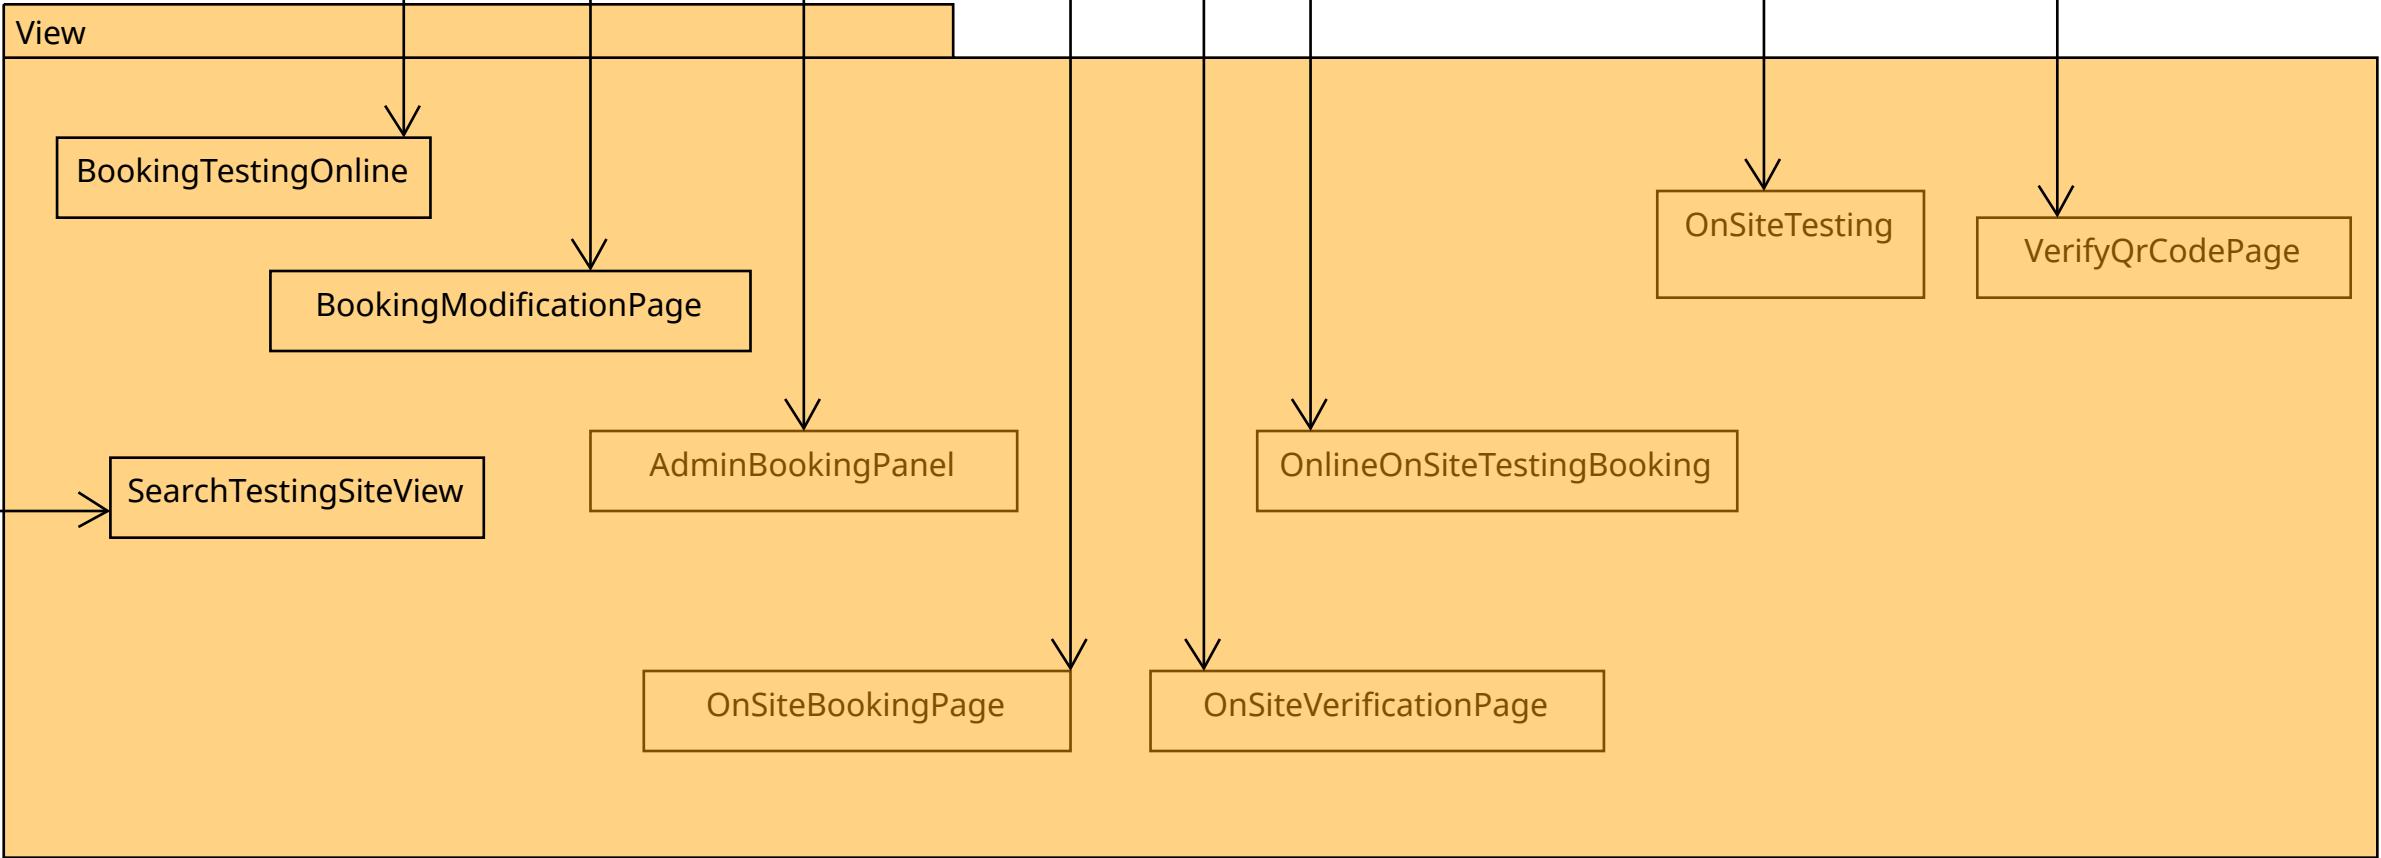 View
BookingTestingOnline
OnSiteTesting
VerifyQrCodePage
BookingModificationPage
AdminBookingPanel
OnlineOnSiteTestingBooking
SearchTestingSiteView
OnSiteBookingPage
OnSiteVerificationPage